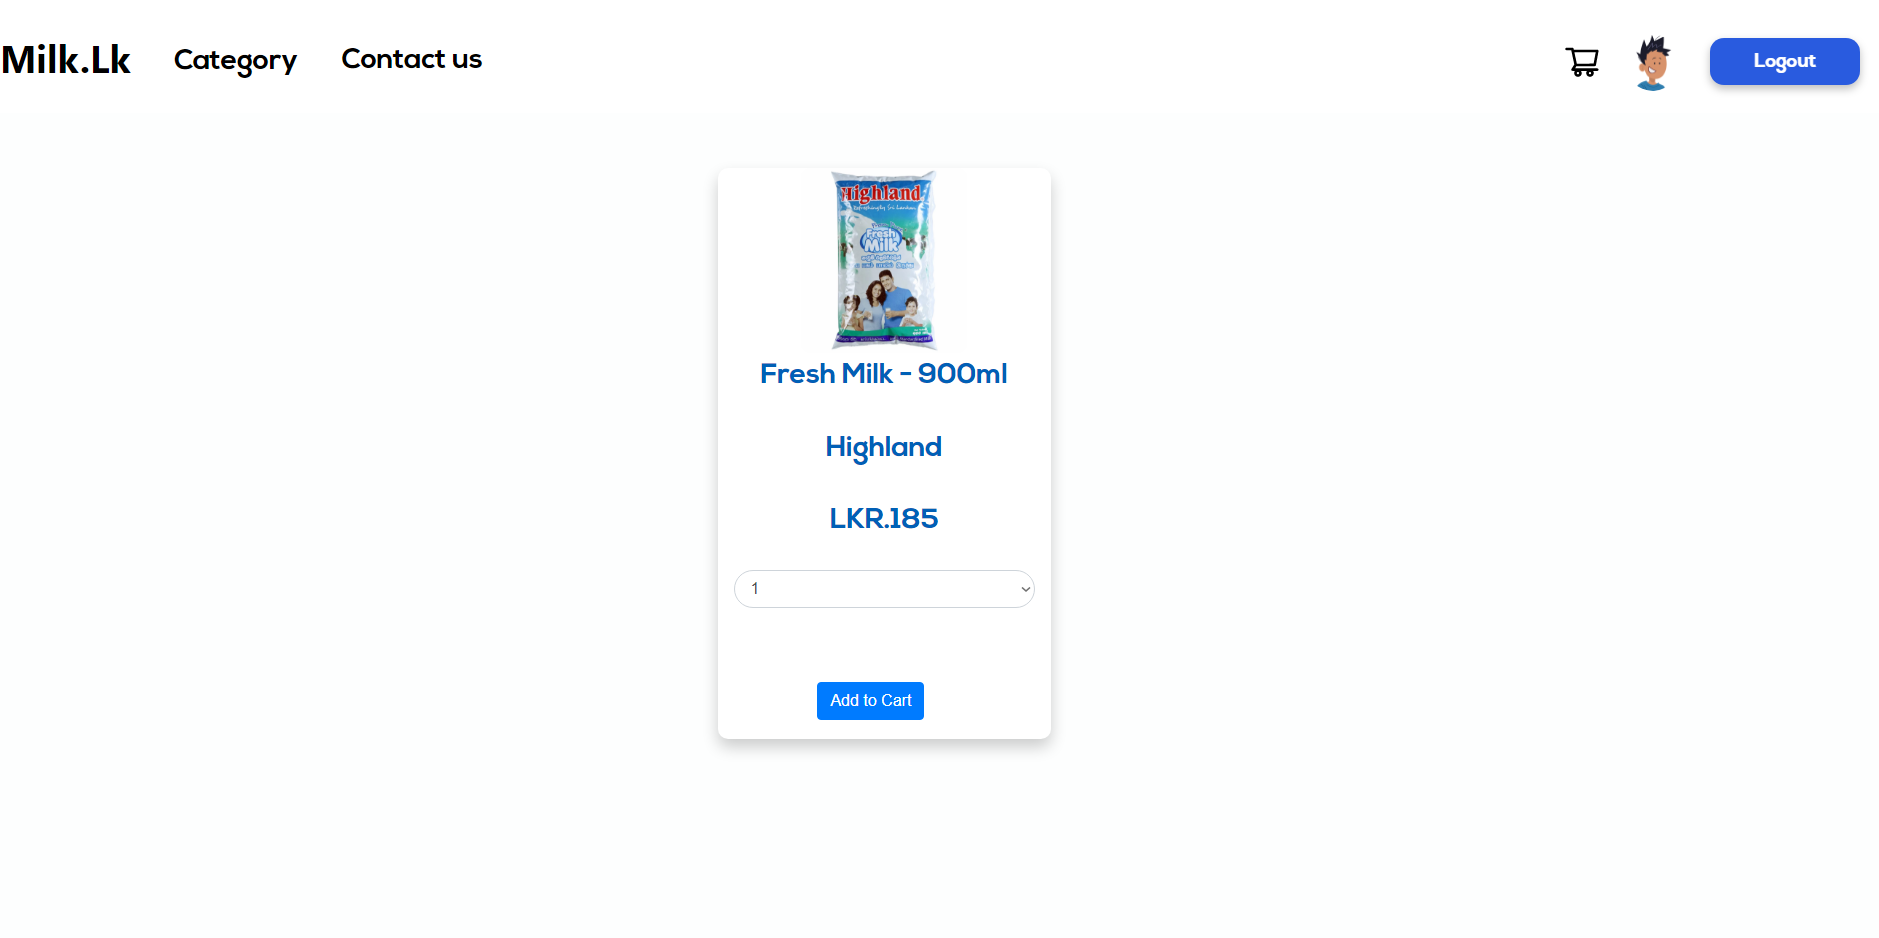 Milk.Lk
Category
Contact us
Logout
Highland
Fresh
Milk
Fresh Milk - 900ml
Highland
LKR.185
1
Add to Cart